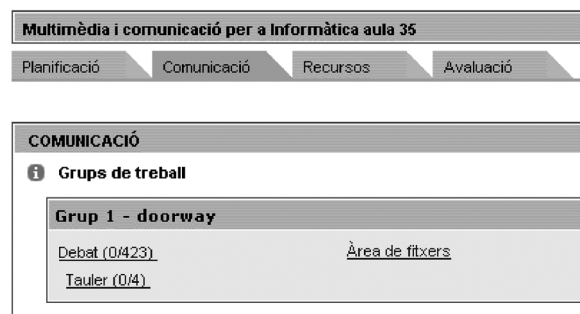 Multimèdia i comunicació per a Informàtica aula 35
Planificació Comunicació Recursos Avaluació
COMUNICACIÓ
Grups de treball
Grup 1 - doorway
Debat (0/423) Àrea de fitxers
Tauler (0/4)